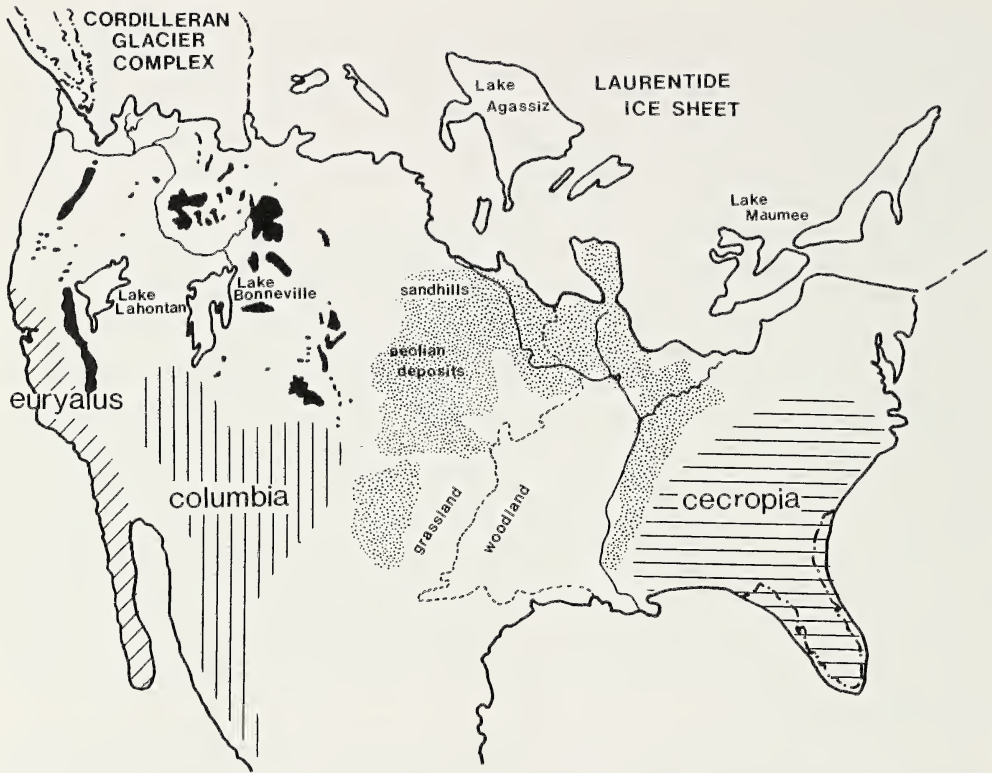 CORDILLERAN
GLACIER
COMPLEX
LAURENTIDE
ICE SHEET
Lake
Agassiz
Lake
Maumee
Lake
Lahontan
Lake
Bonneville
sandhills
aeolian
deposits
euryalus
columbia
cecropia
grassland
woodland